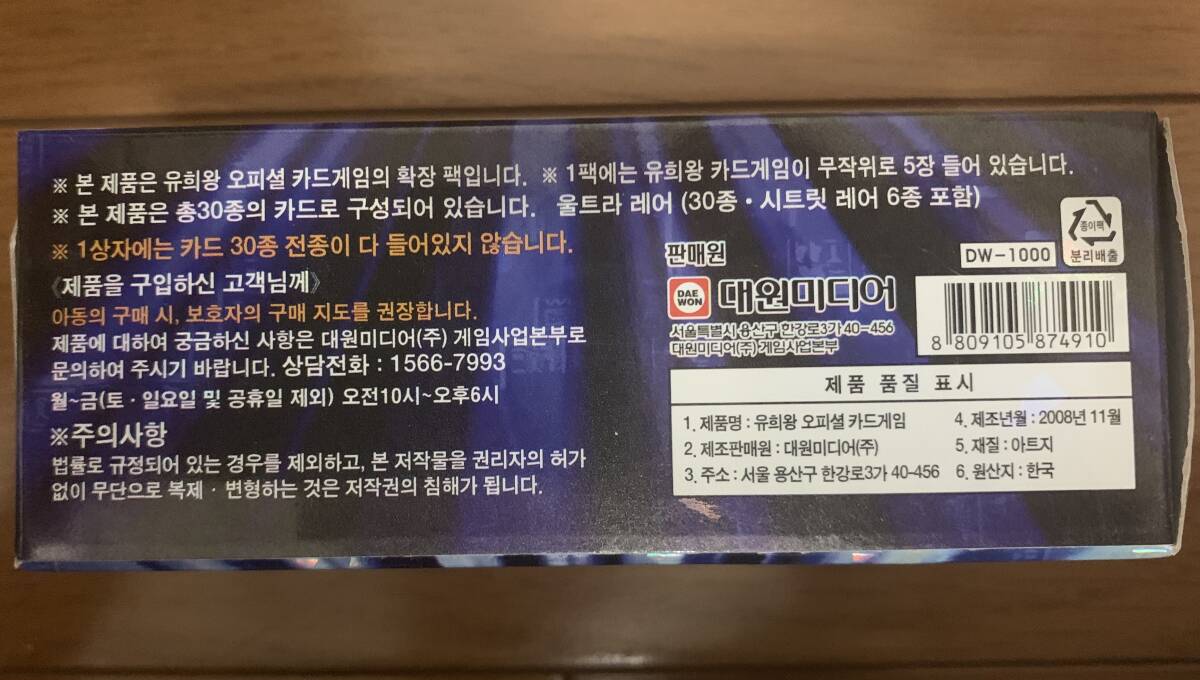 ※ 본 제품은 유희왕 오피셜 카드게임의 확장 팩입니다. ※ 1팩에는 유희왕 카드게임이 무작위로 5장 들어 있습니다.
※ 본 제품은 총30종의 카드로 구성되어 있습니다. 울트라 레어 (30종·시트릿 레어 6종 포함)
※ 1상자에는 카드 30종 전종이 다 들어있지 않습니다.
〈제품을 구입하신 고객님께〉
아동의 구매 시, 보호자의 구매 지도를 권장합니다.
제품에 대하여 궁금하신 사항은 대원미디어(주) 게임사업본부로
문의하여 주시기 바랍니다. 상담전화 : 1566-7993
월~금(토·일요일 및 공휴일 제외) 오전10시~오후6시
※주의사항
법률로 규정되어 있는 경우를 제외하고, 본 저작물을 권리자의 허가
없이 무단으로 복제·변형하는 것은 저작권의 침해가 됩니다.
판매원
DAE
WON
대원미디어
서울특별시 용산구 한강로3가 40-456
대원미디어(주) 게임사업본부
DW-1000
종이팩
분리배출
8 809105 874910
제품 품질 표시
1. 제품명 : 유희왕 오피셜 카드게임
2. 제조판매원 : 대원미디어(주)
3. 주소 : 서울 용산구 한강로3가 40-456
4. 제조년월 : 2008년 11월
5. 재질 : 아트지
6. 원산지 : 한국